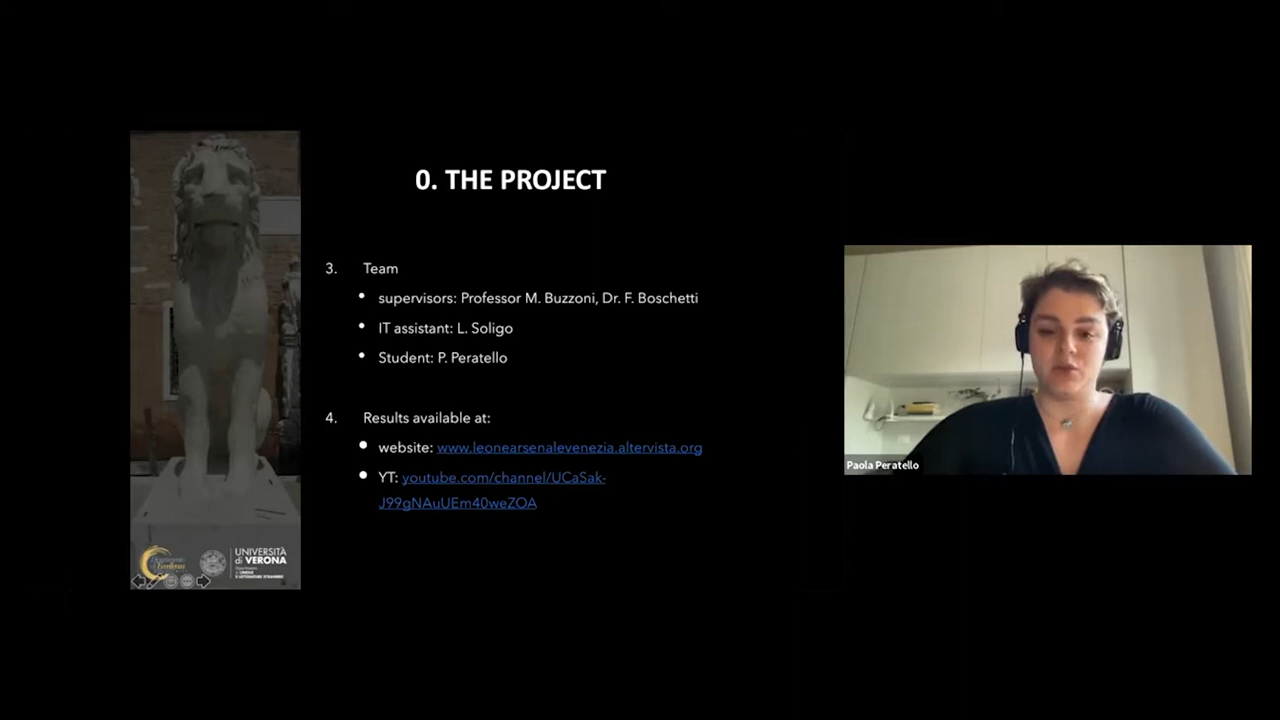 0. THE PROJECT
3. Team
• supervisors: Professor M. Buzzoni, Dr. F. Boschetti
• IT assistant: L. Soligo
• Student: P. Peratello
4. Results available at:
• website: www.leonearsenalevenezia.altervista.org
• YT: youtube.com/channel/UCaSak-
J99gNAuUEm40weZOA
Paola Peratello
UNIVERSITÀ
di VERONA